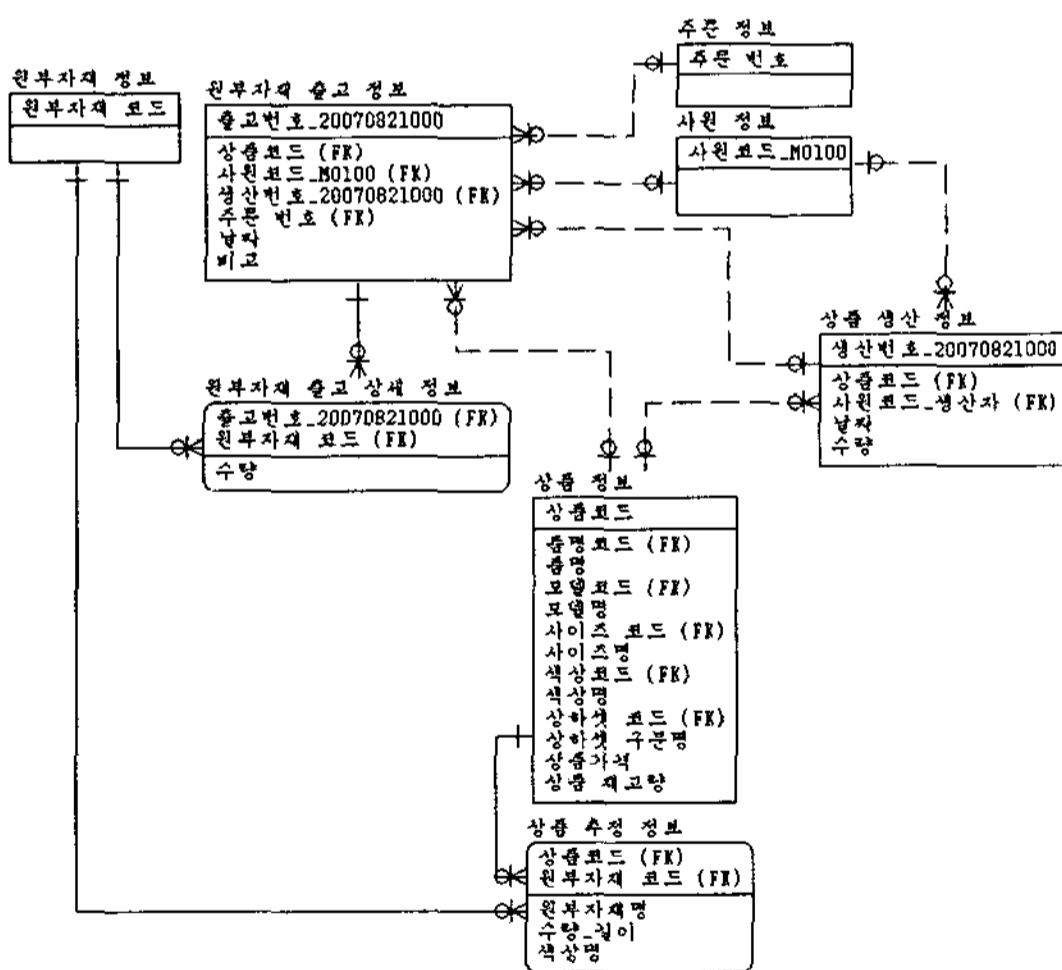 주문 정보
주문 번호
원부자재 정보
원부자재 코드
원부자재 출고 정보
출고번호_20070821000
상품코드 (FK)
사원코드_M0100 (FK)
생산번호_20070821000 (FK)
주문 번호 (FK)
날짜
비고
사원 정보
사원코드_M0100
상품 생산 정보
생산번호_20070821000
상품코드 (FK)
사원코드_생산자 (FK)
날짜
수량
원부자재 출고 상세 정보
출고번호_20070821000 (FK)
원부자재 코드 (FK)
수량
상품 정보
상품코드
품명코드 (FK)
품명
모델코드 (FK)
모델명
사이즈 코드 (FK)
사이즈명
색상코드 (FK)
색상명
상하셋 코드 (FK)
상하셋 구분명
상품가격
상품 재고량
상품 추정 정보
상품코드 (FK)
원부자재 코드 (FK)
원부자재명
수량_길이
색상명